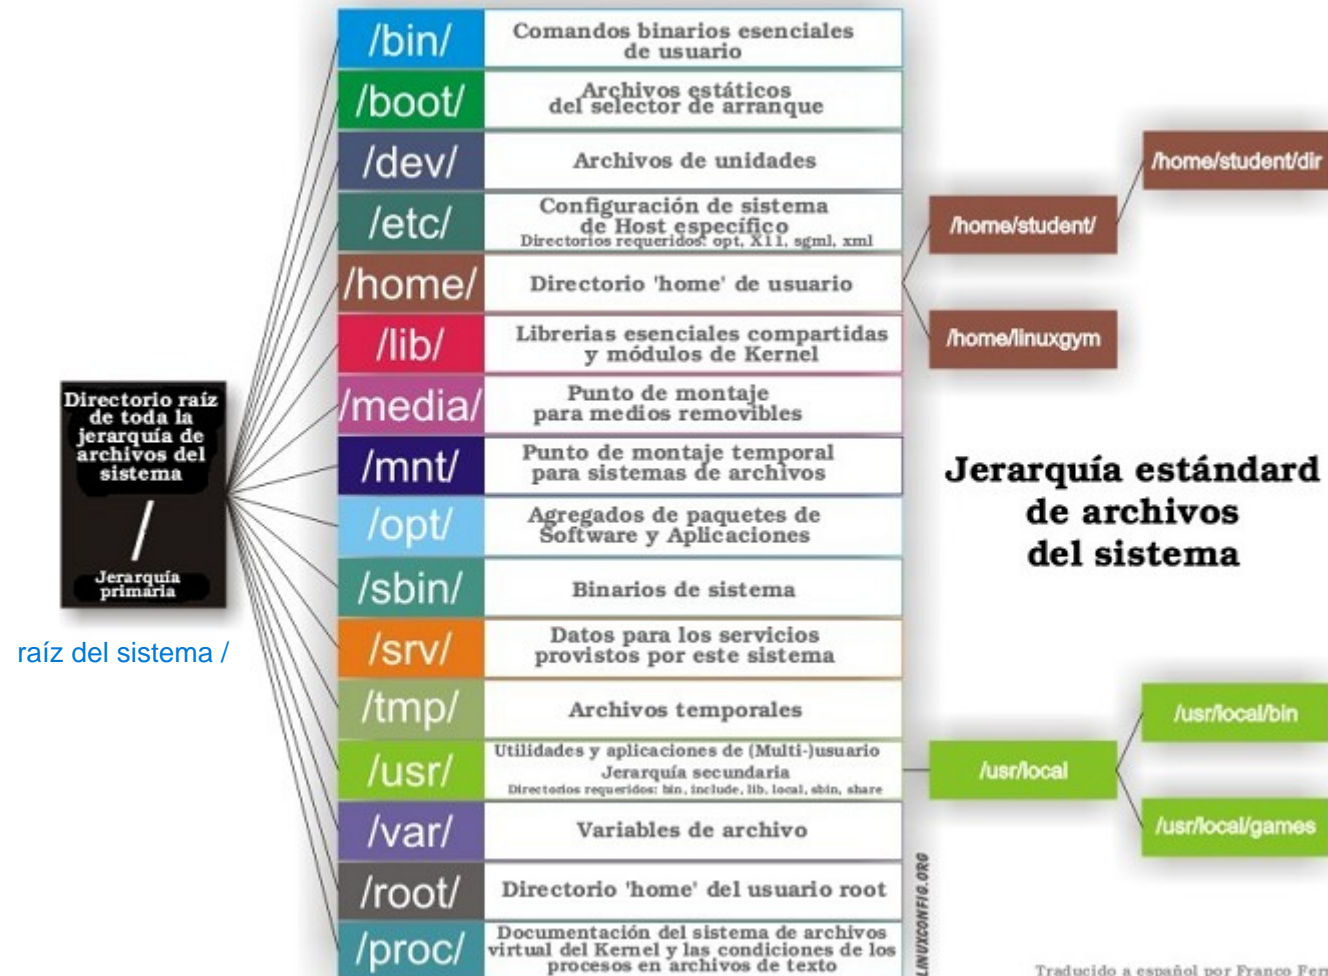 /bin/
Comandos binarios esenciales
de usuario
/boot/
Archivos estáticos
del selector de arranque
/dev/
Archivos de unidades
/etc/
Configuración de sistema
de Host específico
Directorios requeridos: opt, X11, sgml, xml
/home/
Directorio 'home' de usuario
/lib/
Librerias esenciales compartidas
y módulos de Kernel
/media/
Punto de montaje
para medios removibles
/mnt/
Punto de montaje temporal
para sistemas de archivos
/opt/
Agregados de paquetes de
Software y Aplicaciones
/sbin/
Binarios de sistema
/srv/
Datos para los servicios
provistos por este sistema
/tmp/
Archivos temporales
/usr/
Utilidades y aplicaciones de (Multi-)usuario
Jerarquía secundaria
Directorios requeridos: bin, include, lib, local, sbin, share
/var/
Variables de archivo
/root/
Directorio 'home' del usuario root
/proc/
Documentación del sistema de archivos
virtual del Kernel y las condiciones de los
procesos en archivos de texto
Directorio raíz
de toda la
jerarquía de
archivos del
sistema
/
Jerarquía
primaria
raíz del sistema /
/home/student/dir
/home/student/
/home/linuxgym
Jerarquía estándard
de archivos
del sistema
/usr/local/bin
/usr/local
/usr/local/games
LINUXCONFIG.ORG
Traducido a español por Franco Fer